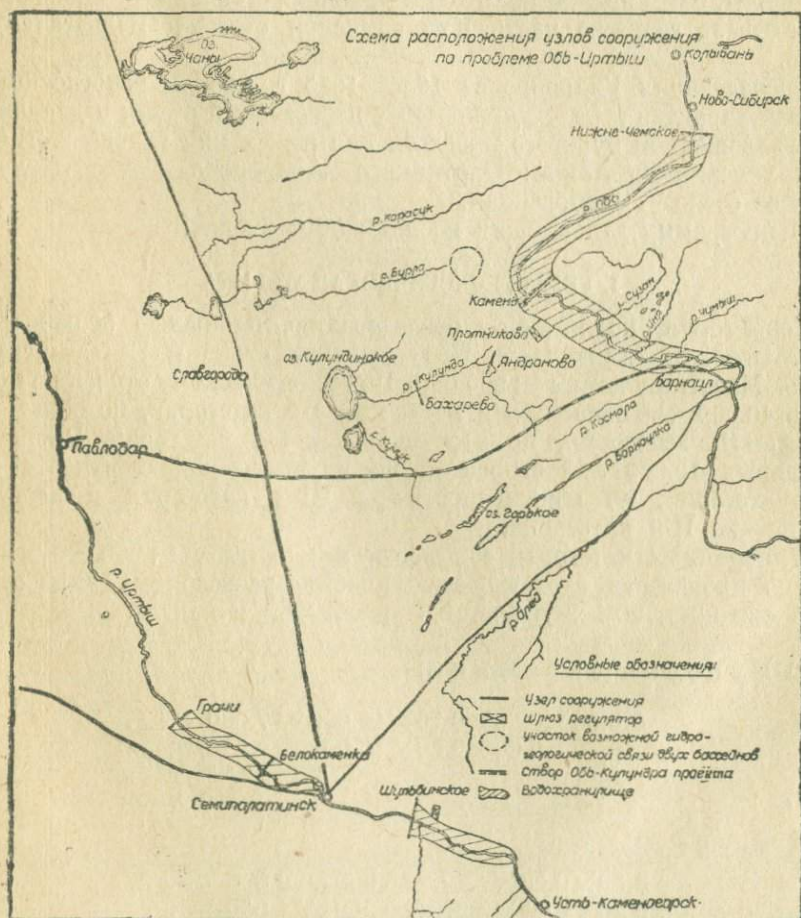 Схема расположения узлов сооружения
по проблеме Обь-Иртыш
Колывань
Оз.
Чаны
Ново-Сибирск
Нижне-Чемское
р. Обь
р. Карасук
р. Бурла
Камень
р. Сузан
р. Чумыш
Плотниково
Славгород
оз. Кулундинское
р. Кулунда
Яндраново
Барнаул
Бахарево
р. Касмала
р. Кучук
р. Барнаулка
Павлодар
оз. Горькое
р. Иртыш
р. Алей
Условные обозначения:
Узел сооружения
Шлюз регулятор
участок возможной гидро-
геологической связи двух бассейнов
Створ Обь-Кулундра проекта
Водохранилище
Грачи
Белокаменка
Семипалатинск
Шульбинское
Усть-Каменогорск